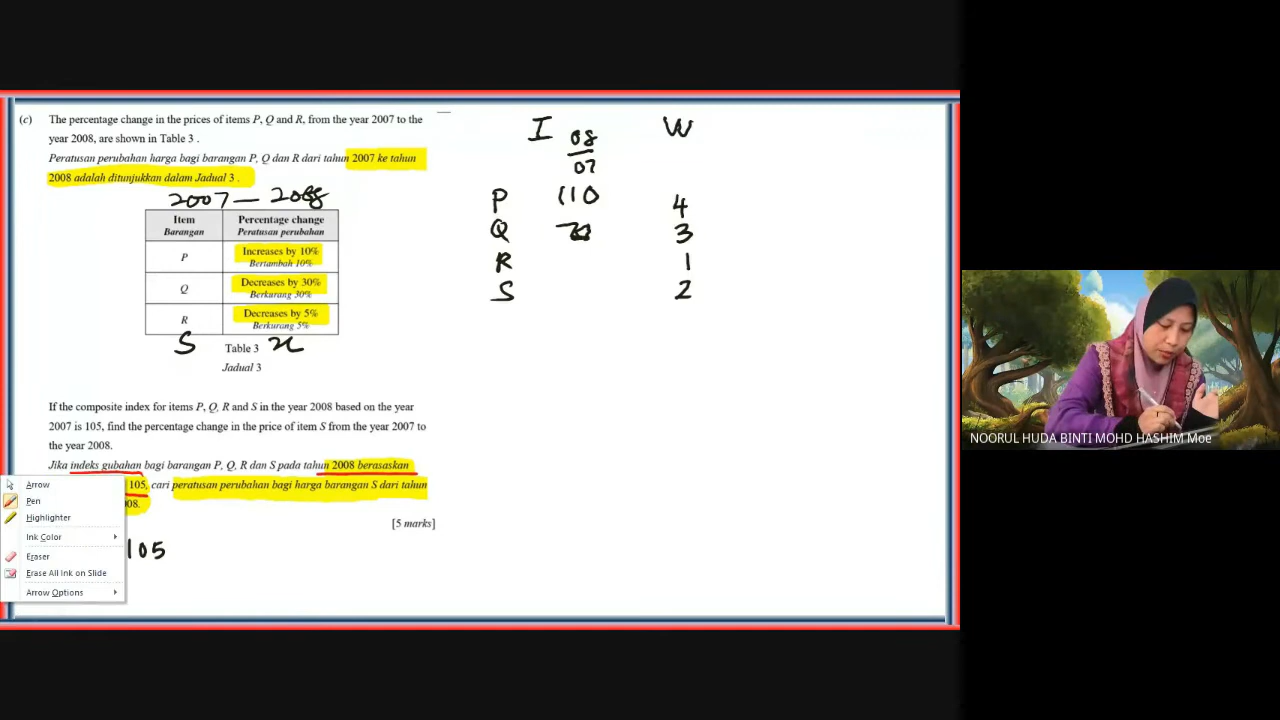 (c) The percentage change in the prices of items P, Q and R, from the year 2007 to the
year 2008, are shown in Table 3 .
Peratusan perubahan harga bagi barangan P, Q dan R dari tahun 2007 ke tahun
2008 adalah ditunjukkan dalam Jadual 3 .
2007 — 2008
Item Percentage change
Barangan Peratusan perubahan
P Increases by 10%
Bertambah 10%
Q Decreases by 30%
Berkurang 30%
R Decreases by 5%
Berkurang 5%
S x
Table 3
Jadual 3
If the composite index for items P, Q, R and S in the year 2008 based on the year
2007 is 105, find the percentage change in the price of item S from the year 2007 to
the year 2008.
Jika indeks gubahan bagi barangan P, Q, R dan S pada tahun 2008 berasaskan
105, cari peratusan perubahan bagi harga barangan S dari tahun
08.
[5 marks]
105
Arrow
Pen
Highlighter
Ink Color
Eraser
Erase All Ink on Slide
Arrow Options
I 08 W
07
P 110 4
Q 3
R 1
S 2
NOORUL HUDA BINTI MOHD HASHIM Moe